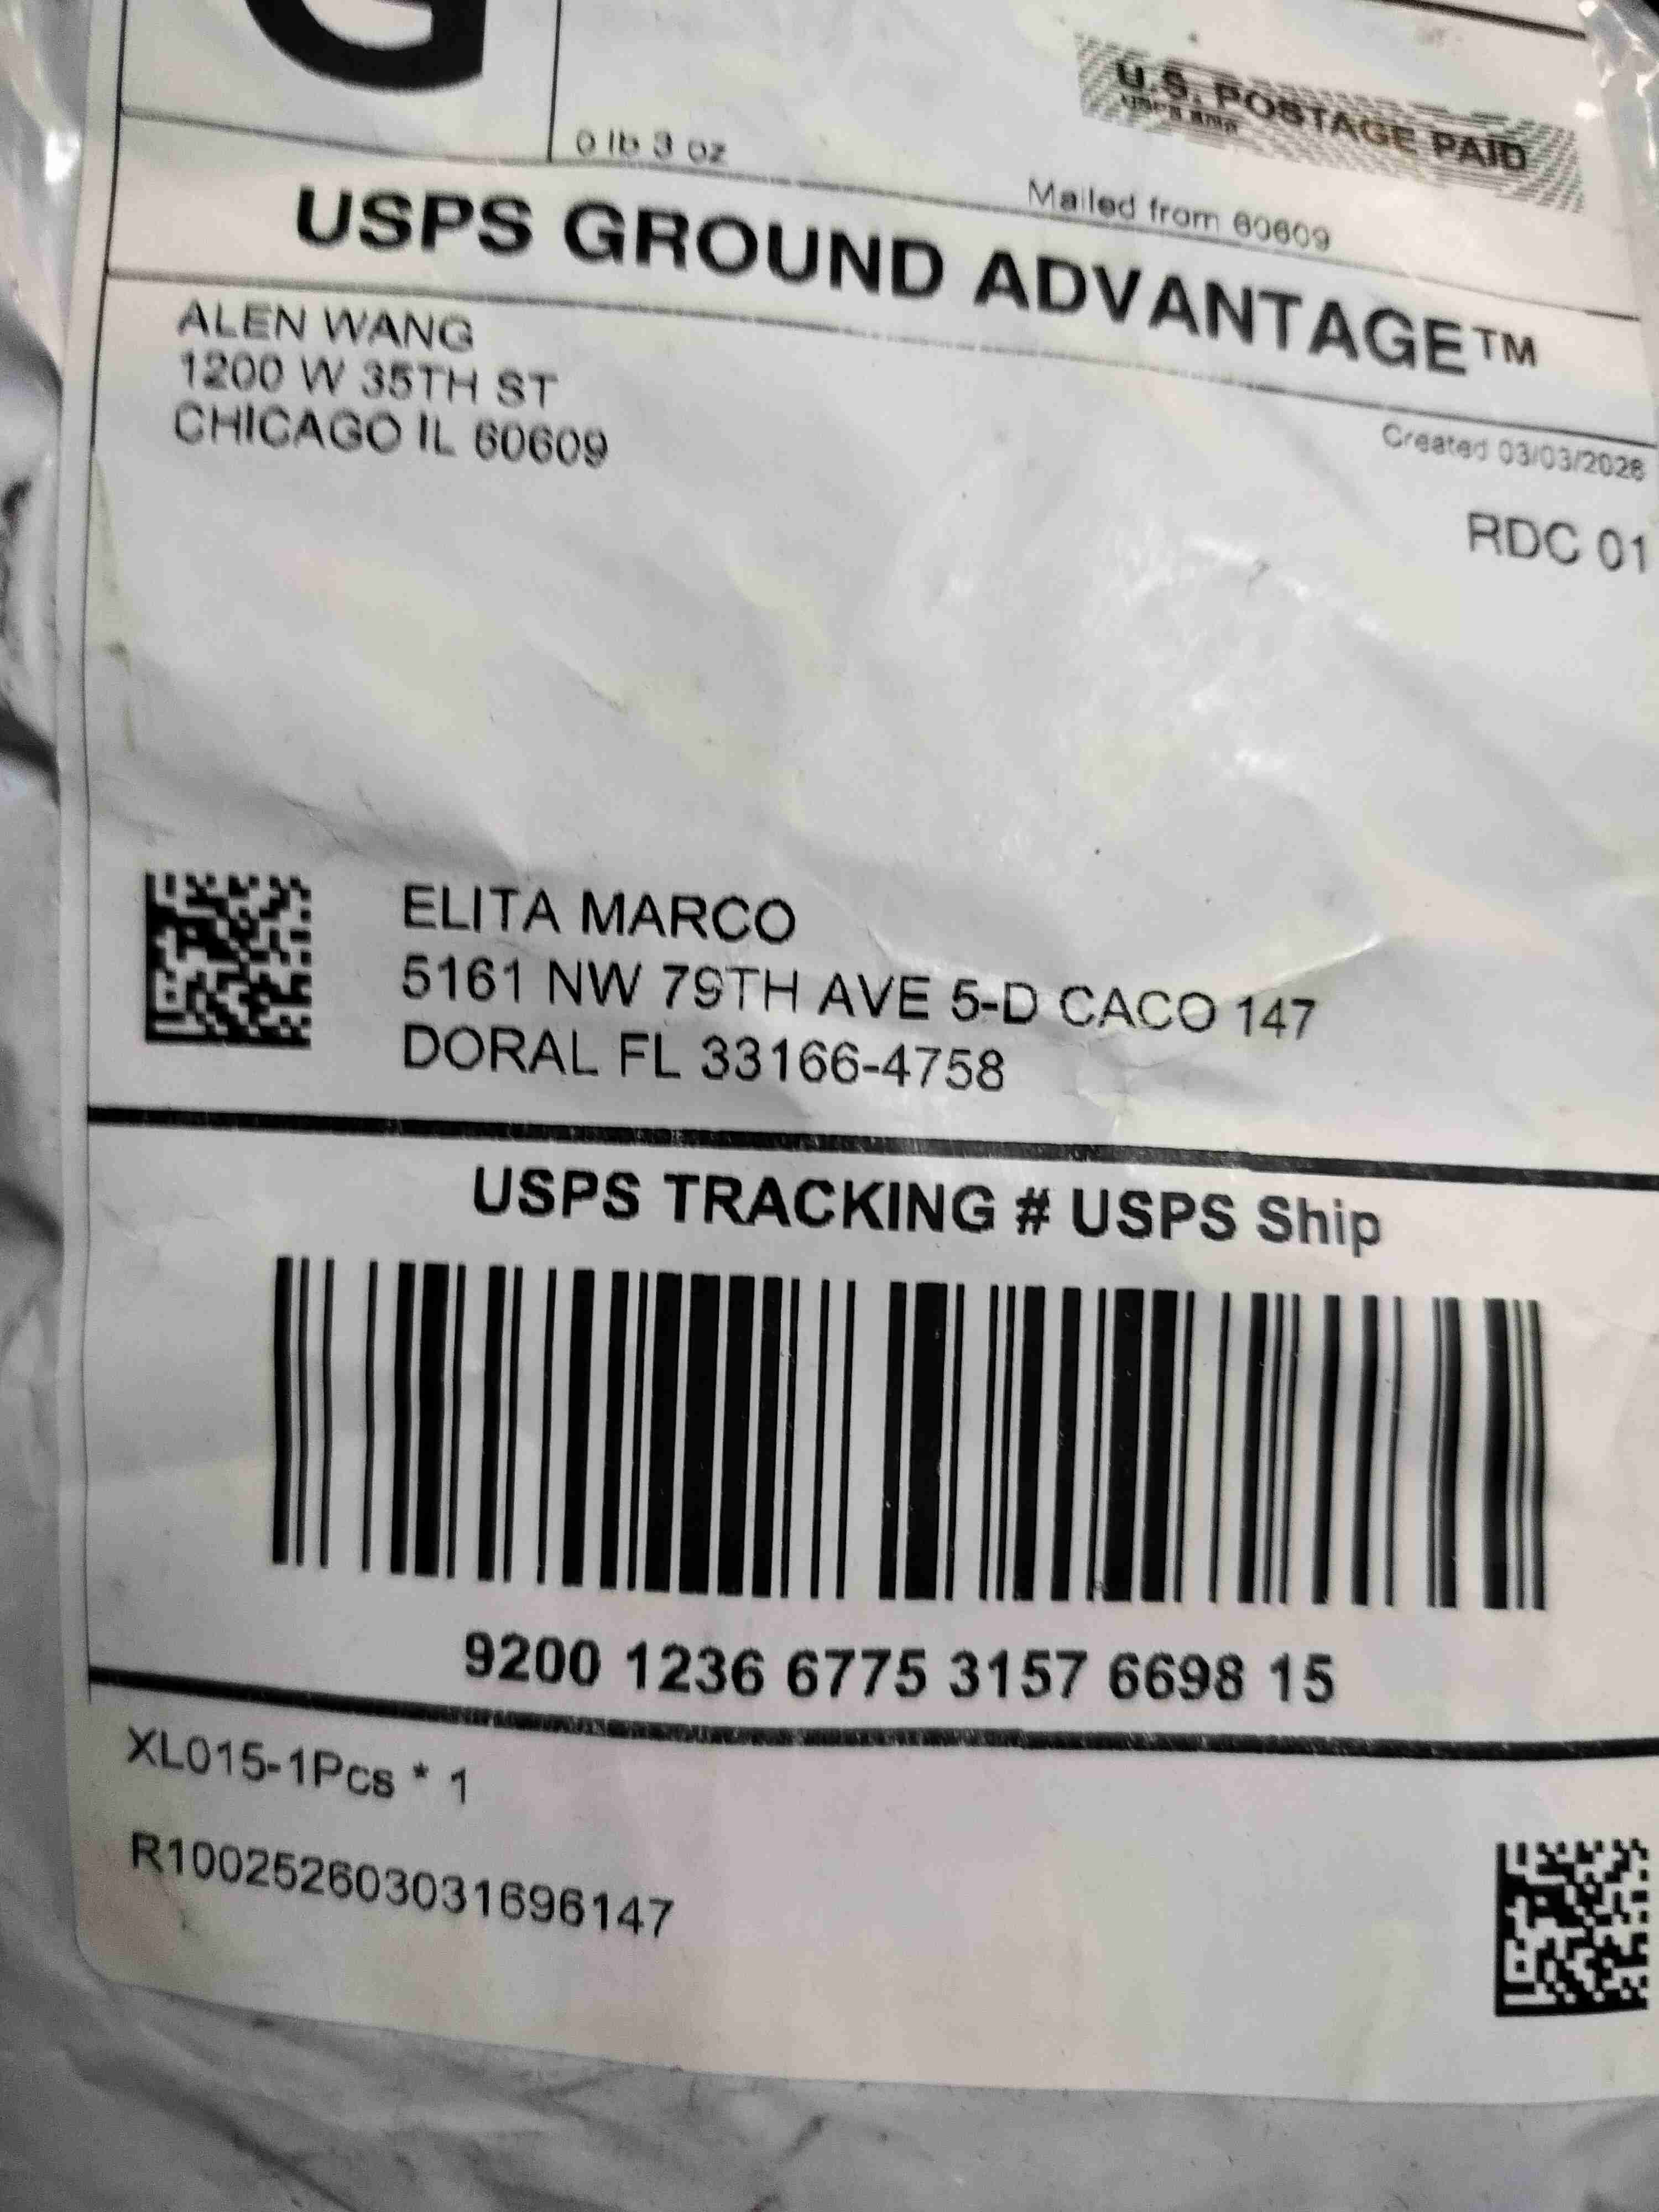 G
U.S. POSTAGE PAID
0 lb 3 oz
Mailed from 60609
USPS GROUND ADVANTAGE™
ALEN WANG
1200 W 35TH ST
CHICAGO IL 60609
Created 03/03/2026
RDC 01
ELITA MARCO
5161 NW 79TH AVE 5-D CACO 147
DORAL FL 33166-4758
USPS TRACKING # USPS Ship
9200 1236 6775 3157 6698 15
XL015-1Pcs * 1
R100252603031696147